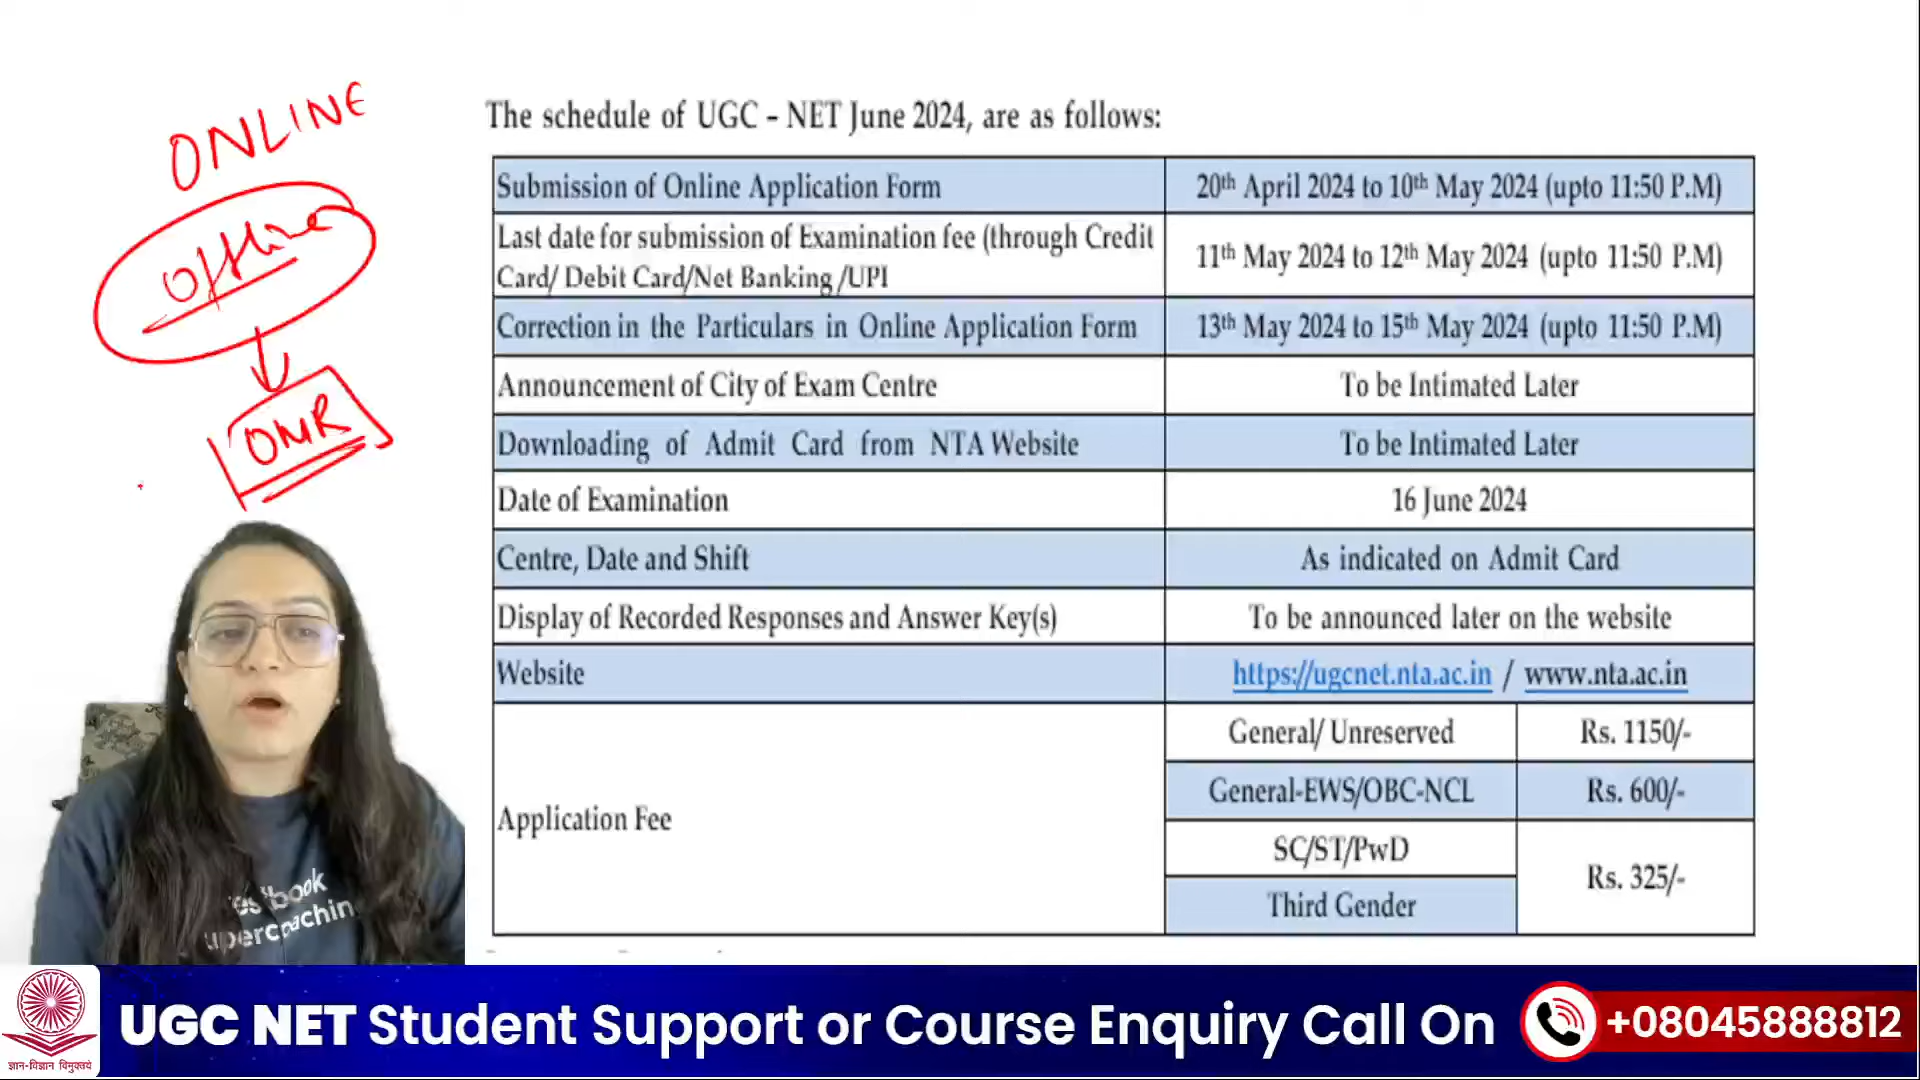 ONLINE
Offline
OMR
The schedule of UGC – NET June 2024, are as follows:
Submission of Online Application Form
20th April 2024 to 10th May 2024 (upto 11:50 P.M)
Last date for submission of Examination fee (through Credit
Card/ Debit Card/Net Banking /UPI
11th May 2024 to 12th May 2024 (upto 11:50 P.M)
Correction in the Particulars in Online Application Form
13th May 2024 to 15th May 2024 (upto 11:50 P.M)
Announcement of City of Exam Centre
To be Intimated Later
Downloading of Admit Card from NTA Website
To be Intimated Later
Date of Examination
16 June 2024
Centre, Date and Shift
As indicated on Admit Card
Display of Recorded Responses and Answer Key(s)
To be announced later on the website
Website
https://ugcnet.nta.ac.in / www.nta.ac.in
Application Fee
General/ Unreserved
Rs. 1150/-
General-EWS/OBC-NCL
Rs. 600/-
SC/ST/PwD
Third Gender
Rs. 325/-
UGC NET Student Support or Course Enquiry Call On
+08045888812
ज्ञान-विज्ञान विमुक्तये